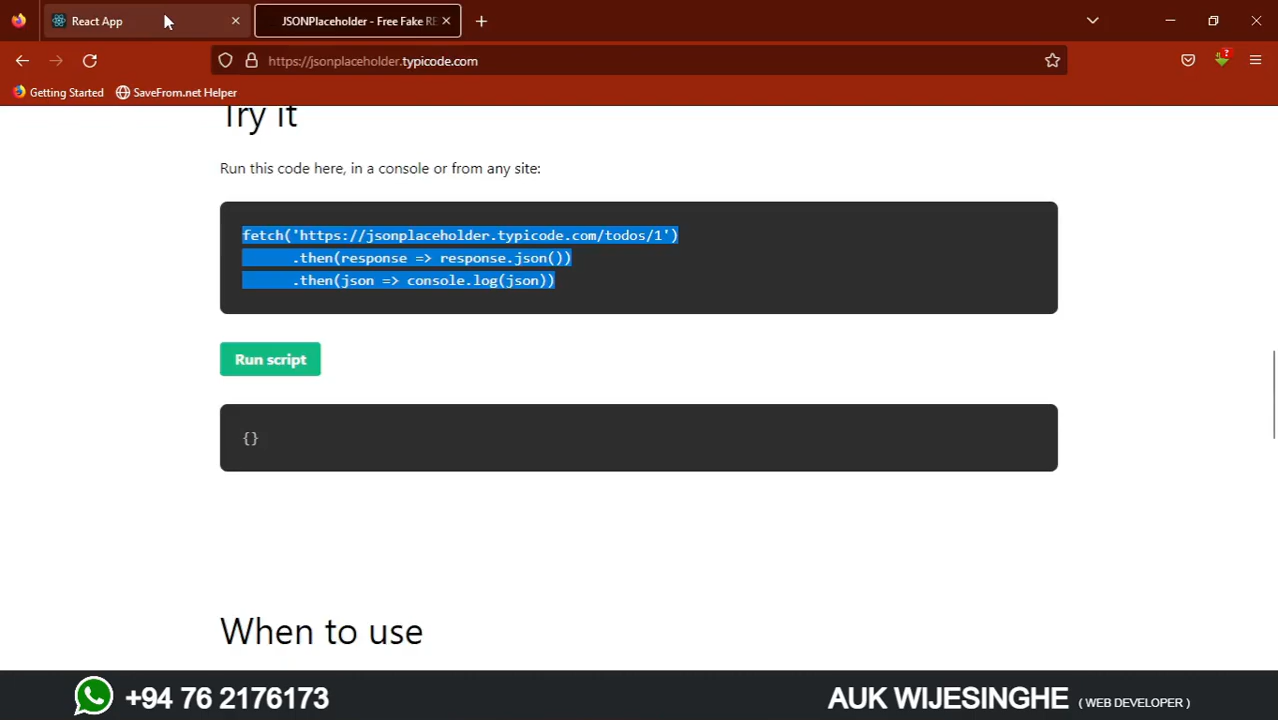 React App
JSONPlaceholder - Free Fake RE
https://jsonplaceholder.typicode.com
?
Getting Started
SaveFrom.net Helper
Try it
Run this code here, in a console or from any site:
fetch('https://jsonplaceholder.typicode.com/todos/1')
.then(response => response.json())
.then(json => console.log(json))
Run script
{}
When to use
+94 76 2176173
AUK WIJESINGHE ( WEB DEVELOPER )